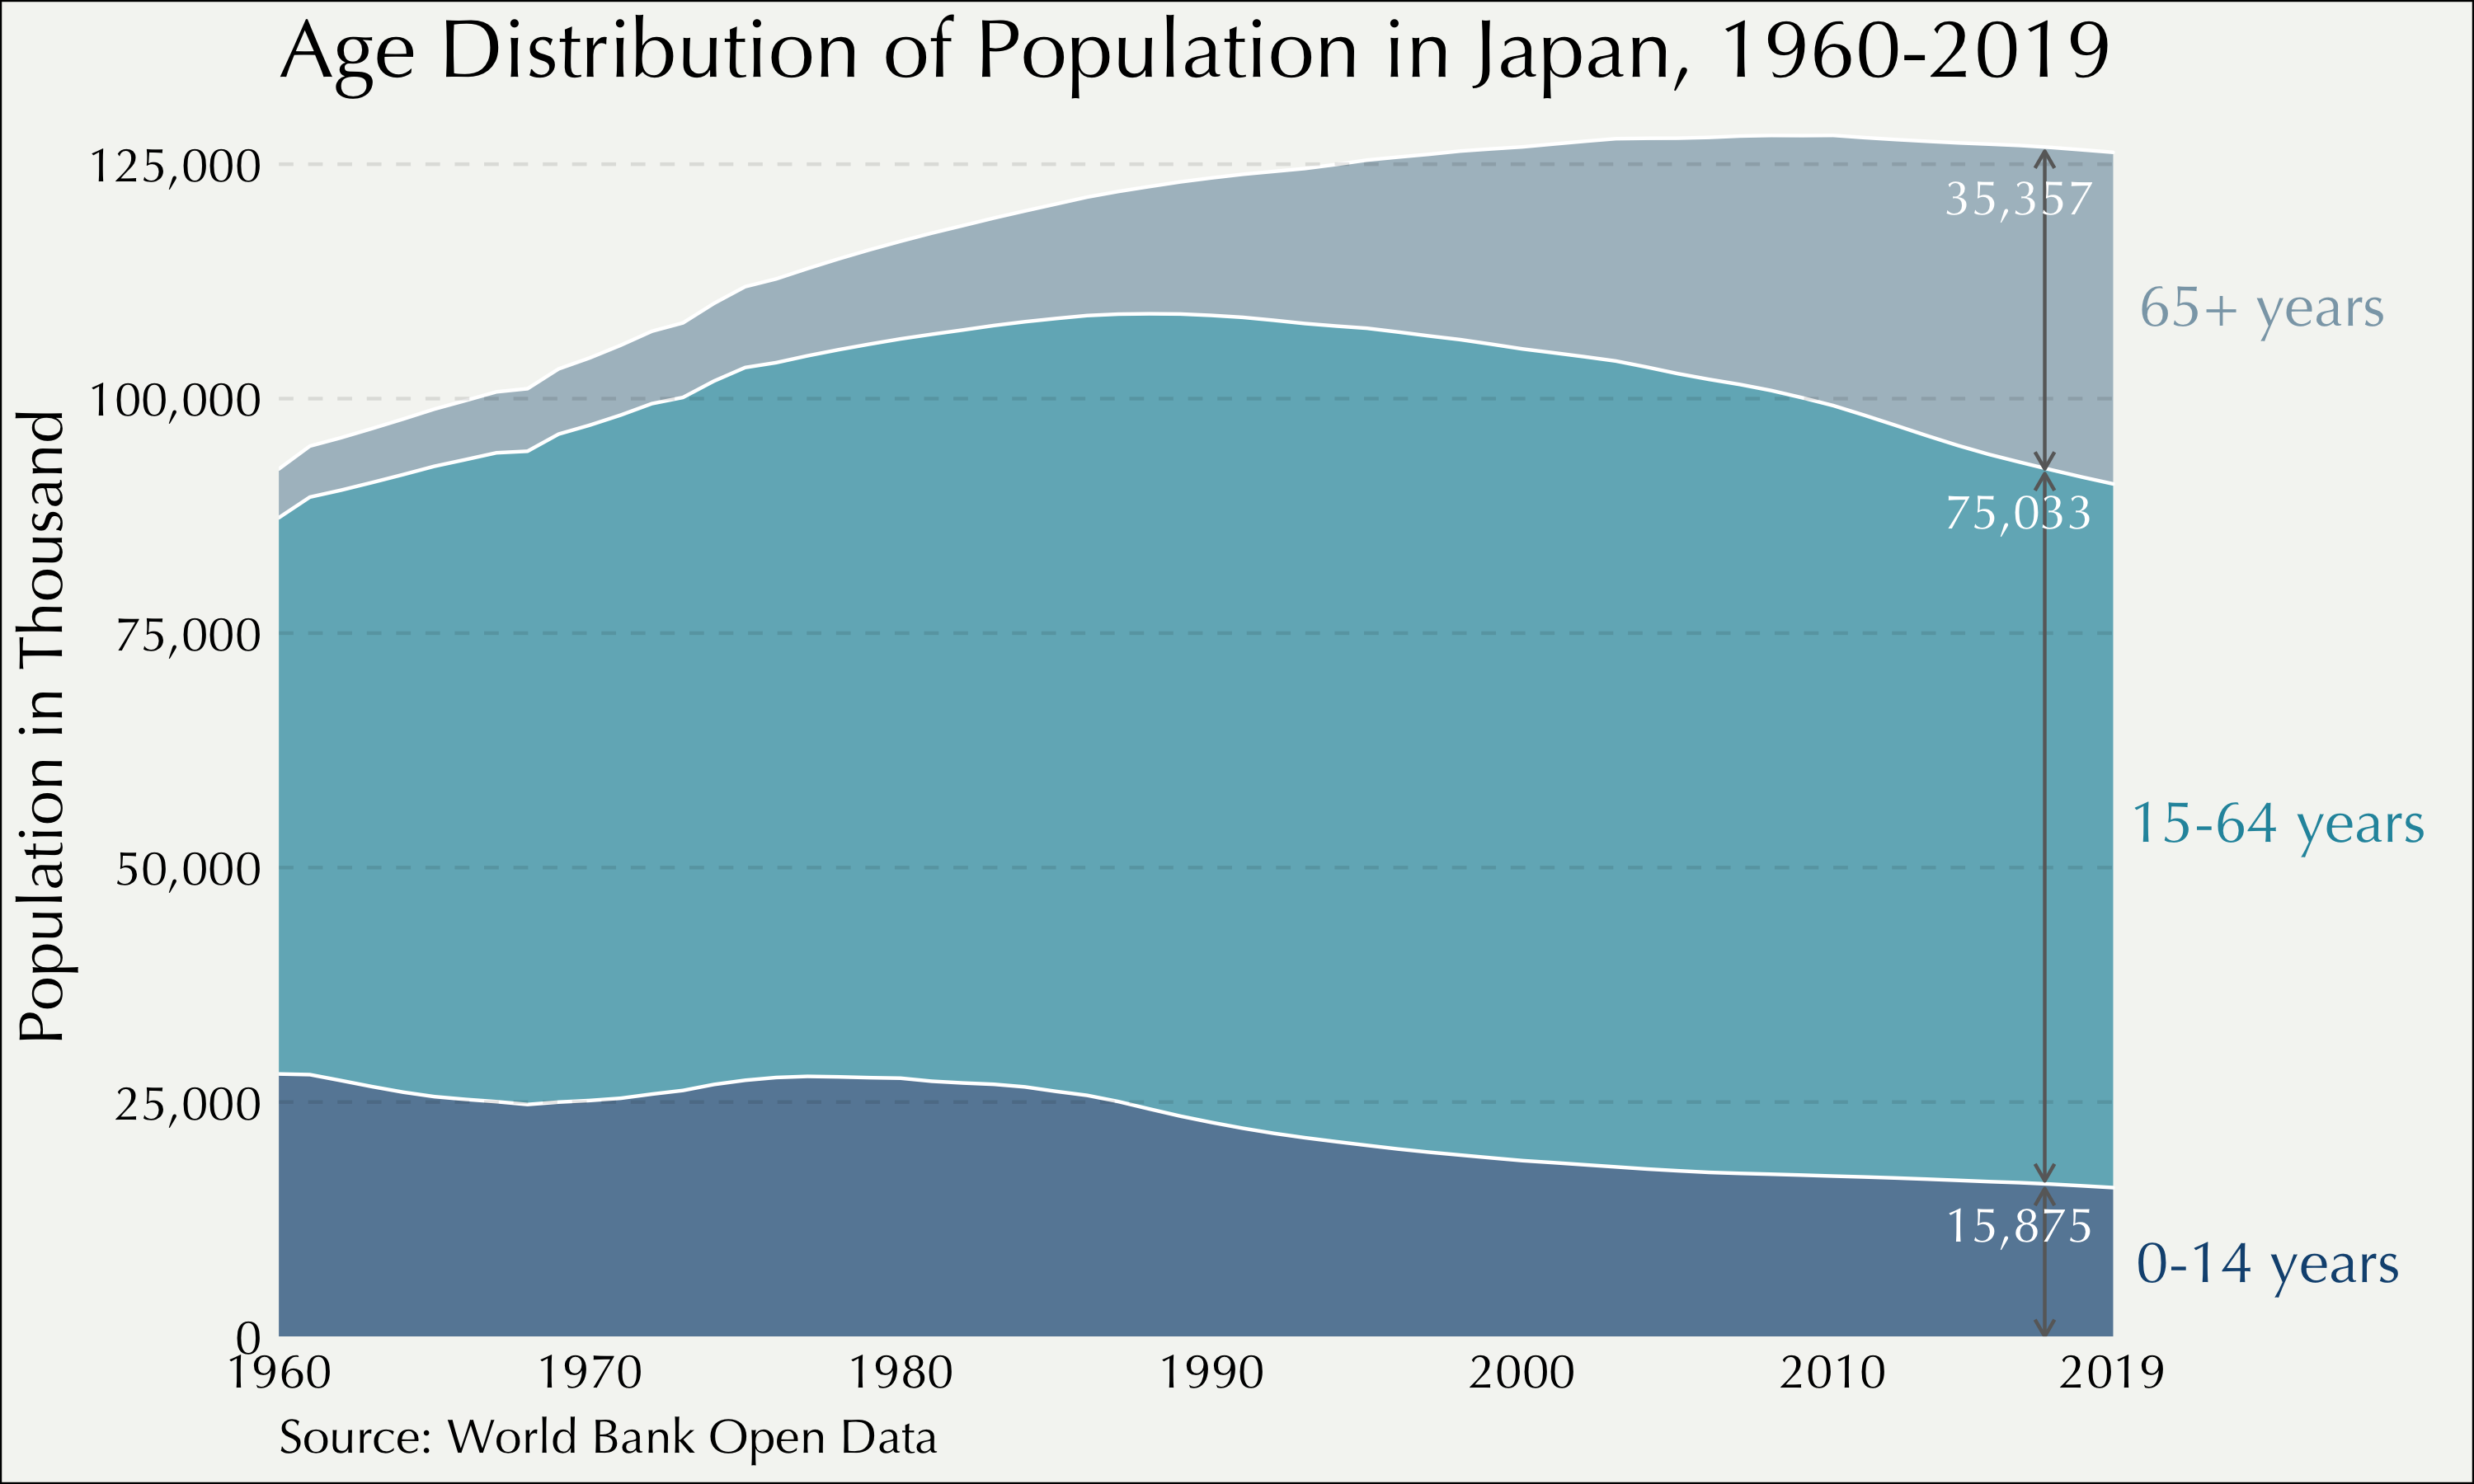 Age Distribution of Population in Japan, 1960-2019
Population in Thousand
125,000
100,000
75,000
50,000
25,000
0
35,357
75,033
15,875
65+ years
15-64 years
0-14 years
1960 1970 1980 1990 2000 2010 2019
Source: World Bank Open Data